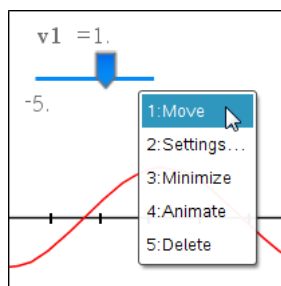 v1 =1.
-5.
1:Move
2:Settings...
3:Minimize
4:Animate
5:Delete